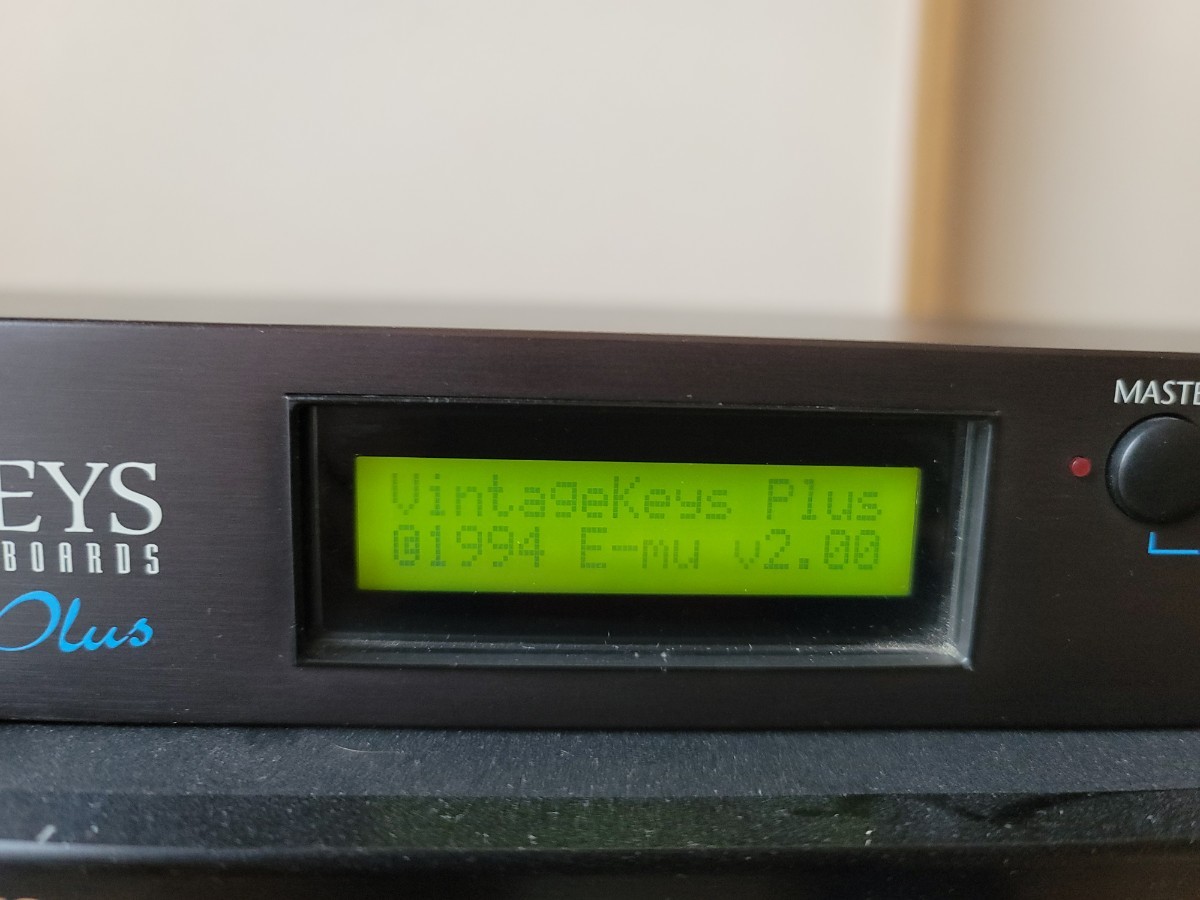 EYS
BOARDS
Plus
VintageKeys Plus
©1994 E-mu v2.00
MASTE